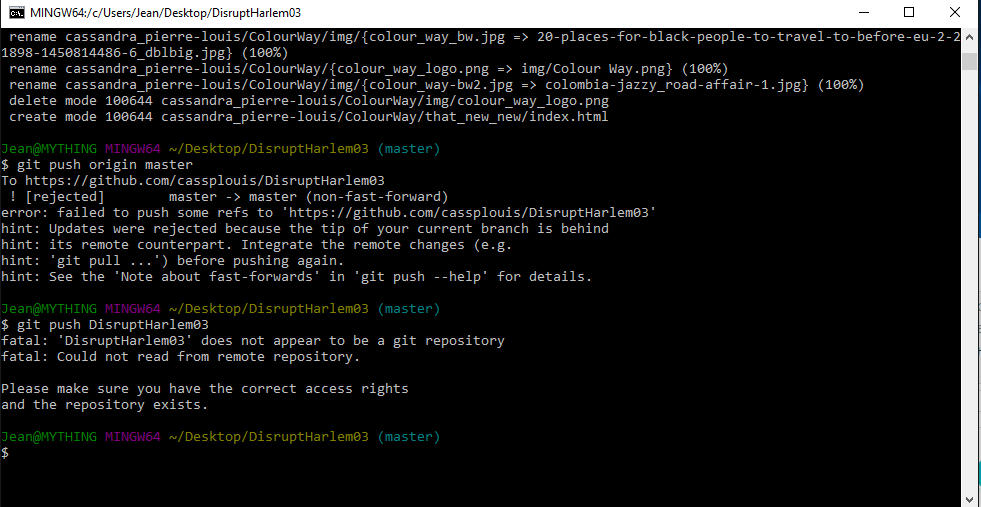 MINGW64:/c/Users/Jean/Desktop/DisruptHarlem03
rename cassandra_pierre-louis/ColourWay/img/{colour_way_bw.jpg => 20-places-for-black-people-to-travel-to-before-eu-2-2
1898-1450814486-6_dblbig.jpg} (100%)
rename cassandra_pierre-louis/ColourWay/{colour_way_logo.png => img/Colour Way.png} (100%)
rename cassandra_pierre-louis/ColourWay/img/{colour_way-bw2.jpg => colombia-jazzy_road-affair-1.jpg} (100%)
delete mode 100644 cassandra_pierre-louis/ColourWay/img/colour_way_logo.png
create mode 100644 cassandra_pierre-louis/ColourWay/that_new_new/index.html
Jean@MYTHING MINGW64 ~/Desktop/DisruptHarlem03 (master)
$ git push origin master
To https://github.com/cassplouis/DisruptHarlem03
! [rejected] master -> master (non-fast-forward)
error: failed to push some refs to 'https://github.com/cassplouis/DisruptHarlem03'
hint: Updates were rejected because the tip of your current branch is behind
hint: its remote counterpart. Integrate the remote changes (e.g.
hint: 'git pull ...') before pushing again.
hint: See the 'Note about fast-forwards' in 'git push --help' for details.
Jean@MYTHING MINGW64 ~/Desktop/DisruptHarlem03 (master)
$ git push DisruptHarlem03
fatal: 'DisruptHarlem03' does not appear to be a git repository
fatal: Could not read from remote repository.
Please make sure you have the correct access rights
and the repository exists.
Jean@MYTHING MINGW64 ~/Desktop/DisruptHarlem03 (master)
$